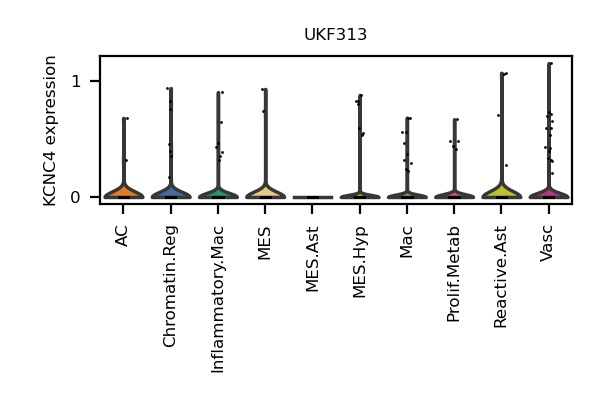 UKF313
KCNC4 expression
1
0
AC
Chromatin.Reg
Inflammatory.Mac
MES
MES.Ast
MES.Hyp
Mac
Prolif.Metab
Reactive.Ast
Vasc